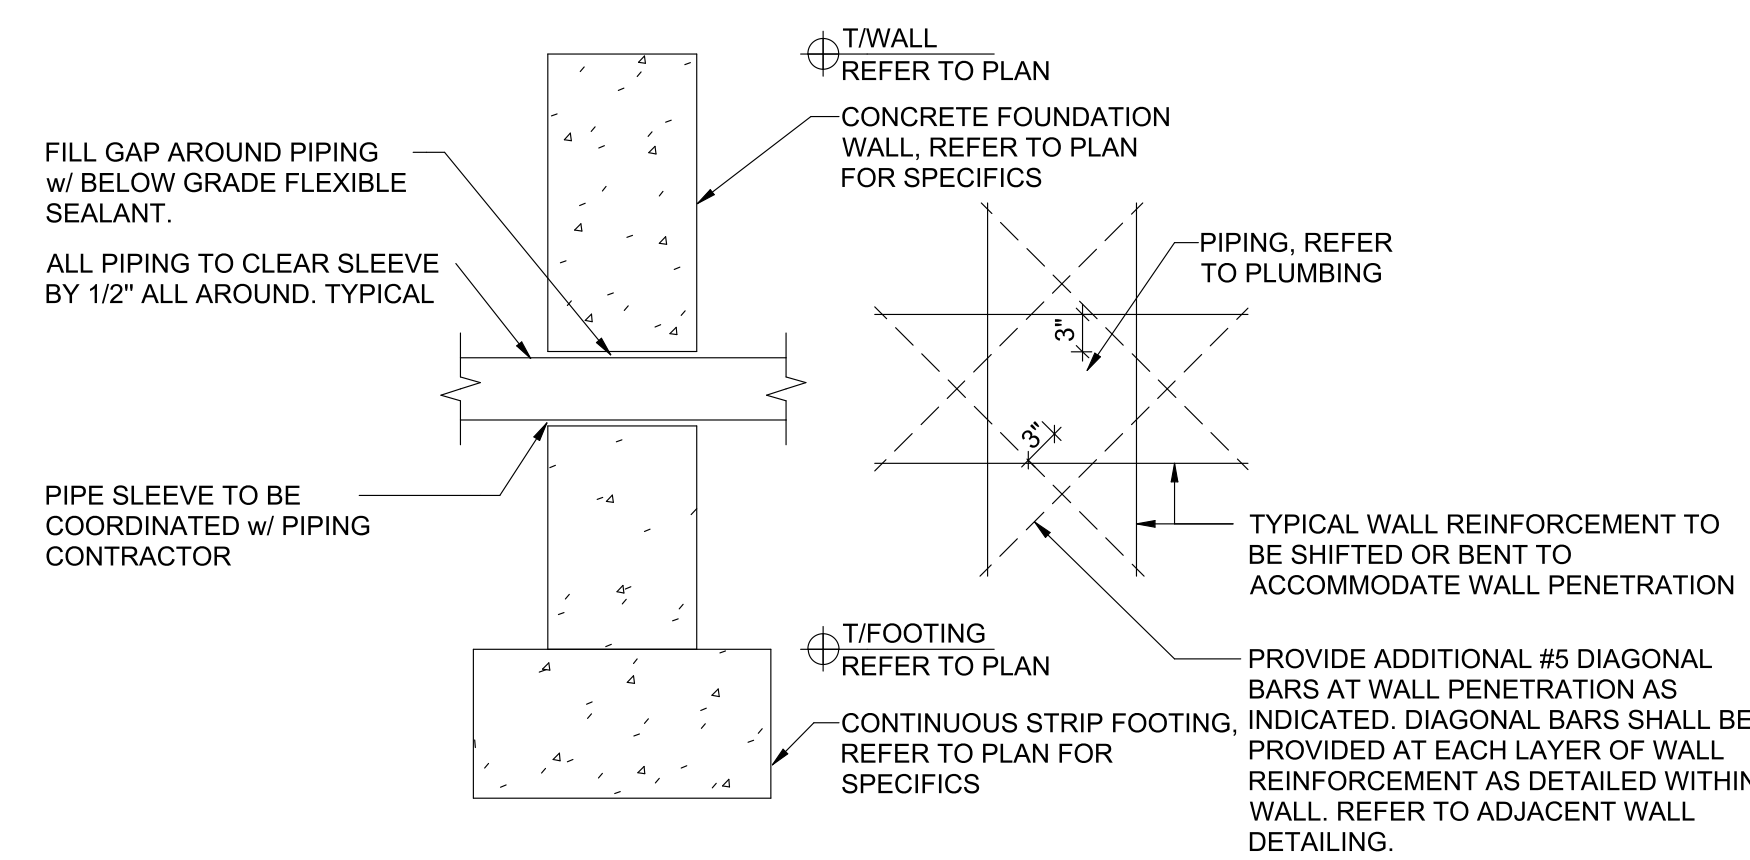 T/WALL
REFER TO PLAN
CONCRETE FOUNDATION
WALL, REFER TO PLAN
FOR SPECIFICS
FILL GAP AROUND PIPING
w/ BELOW GRADE FLEXIBLE
SEALANT.
ALL PIPING TO CLEAR SLEEVE
BY 1/2" ALL AROUND. TYPICAL
PIPING, REFER
TO PLUMBING
3"
3"
PIPE SLEEVE TO BE
COORDINATED w/ PIPING
CONTRACTOR
TYPICAL WALL REINFORCEMENT TO
BE SHIFTED OR BENT TO
ACCOMMODATE WALL PENETRATION
T/FOOTING
REFER TO PLAN
CONTINUOUS STRIP FOOTING,
REFER TO PLAN FOR
SPECIFICS
PROVIDE ADDITIONAL #5 DIAGONAL
BARS AT WALL PENETRATION AS
INDICATED. DIAGONAL BARS SHALL BE
PROVIDED AT EACH LAYER OF WALL
REINFORCEMENT AS DETAILED WITHIN
WALL. REFER TO ADJACENT WALL
DETAILING.